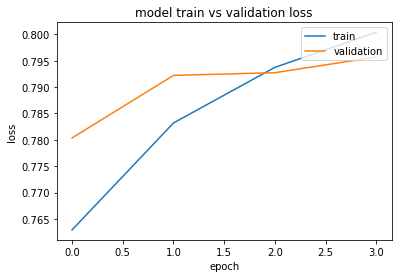 model train vs validation loss
train
validation
0.800
0.795
0.790
0.785
0.780
0.775
0.770
0.765
loss
0.0 0.5 1.0 1.5 2.0 2.5 3.0
epoch